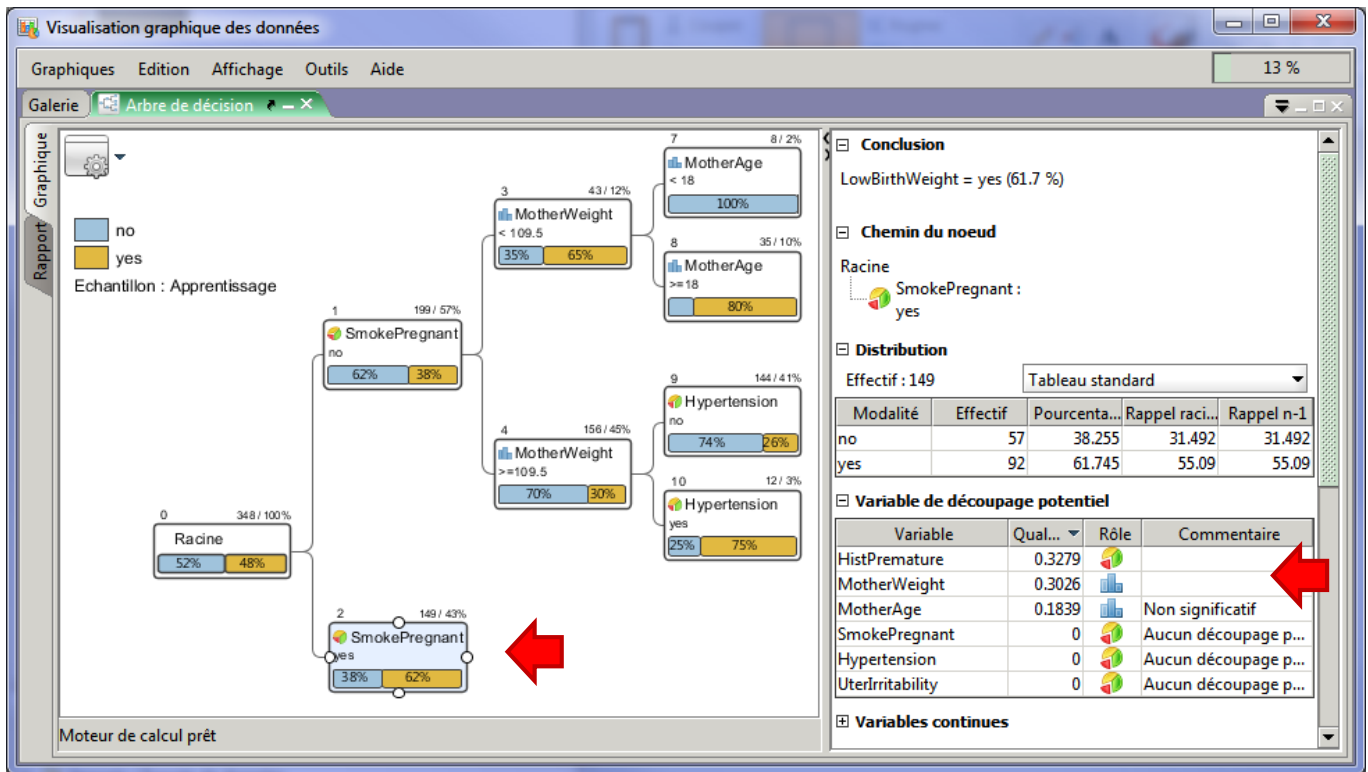 Visualisation graphique des données
Graphiques Edition Affichage Outils Aide
13 %
Galerie Arbre de décision
Graphique
Rapport
no
yes
Echantillon : Apprentissage
0 348 / 100%
Racine
52% 48%
1 199 / 57%
SmokePregnant
no
62% 38%
2 149 / 43%
SmokePregnant
yes
38% 62%
3 43 / 12%
MotherWeight
< 109.5
35% 65%
4 156 / 45%
MotherWeight
>=109.5
70% 30%
7 8 / 2%
MotherAge
< 18
100%
8 35 / 10%
MotherAge
>=18
80%
9 144 / 41%
Hypertension
no
74% 26%
10 12 / 3%
Hypertension
yes
25% 75%
Moteur de calcul prêt
Conclusion
LowBirthWeight = yes (61.7 %)
Chemin du noeud
Racine
SmokePregnant :
yes
Distribution
Effectif : 149 Tableau standard
Modalité Effectif Pourcenta... Rappel raci... Rappel n-1
no 57 38.255 31.492 31.492
yes 92 61.745 55.09 55.09
Variable de découpage potentiel
Variable Qual... Rôle Commentaire
HistPremature 0.3279
MotherWeight 0.3026
MotherAge 0.1839 Non significatif
SmokePregnant 0 Aucun découpage p...
Hypertension 0 Aucun découpage p...
UterIrritability 0 Aucun découpage p...
Variables continues